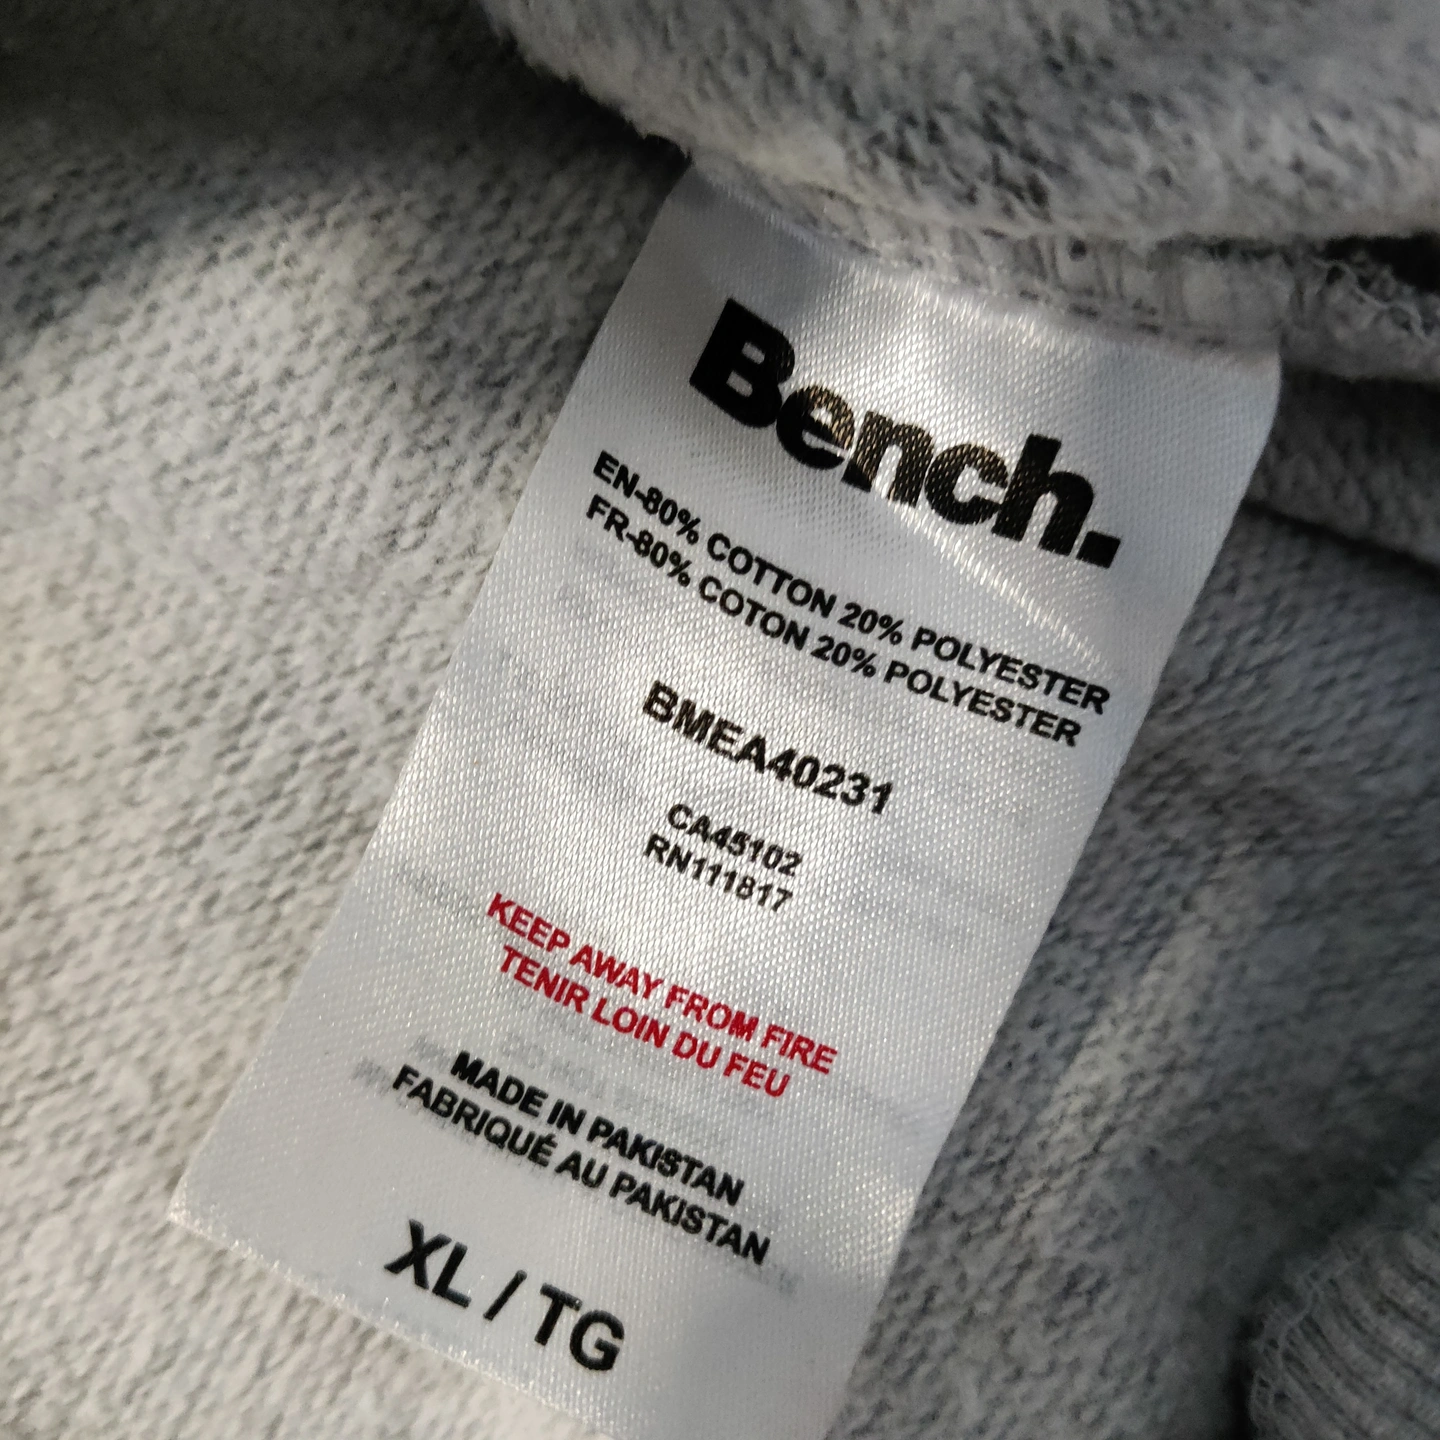 Bench.
EN-80% COTTON 20% POLYESTER
FR-80% COTON 20% POLYESTER
BMEA40231
CA45102
RN111817
KEEP AWAY FROM FIRE
TENIR LOIN DU FEU
MADE IN PAKISTAN
FABRIQUÉ AU PAKISTAN
XL / TG